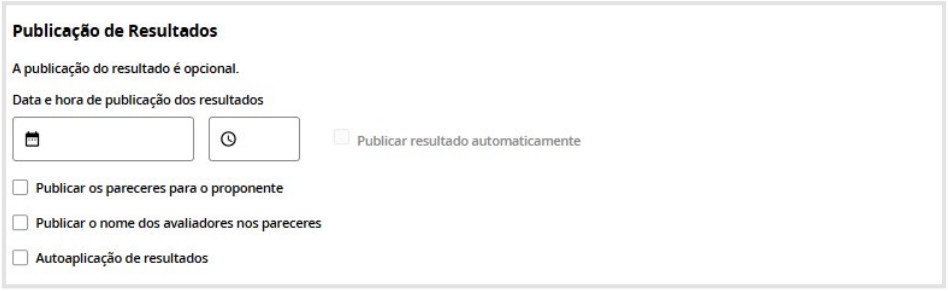 Publicação de Resultados
A publicação do resultado é opcional.
Data e hora de publicação dos resultados
Publicar resultado automaticamente
Publicar os pareceres para o proponente
Publicar o nome dos avaliadores nos pareceres
Autoaplicação de resultados